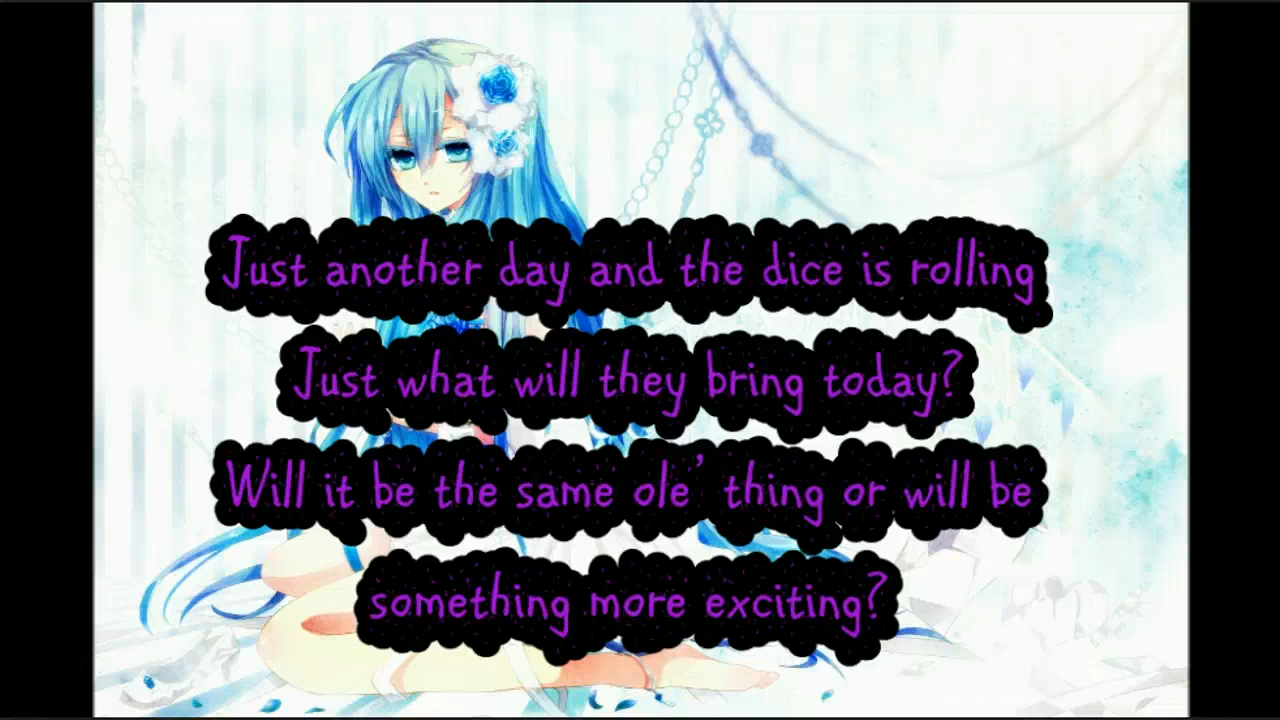 Just another day and the dice is rolling
Just what will they bring today?
Will it be the same ole' thing or will be
something more exciting?